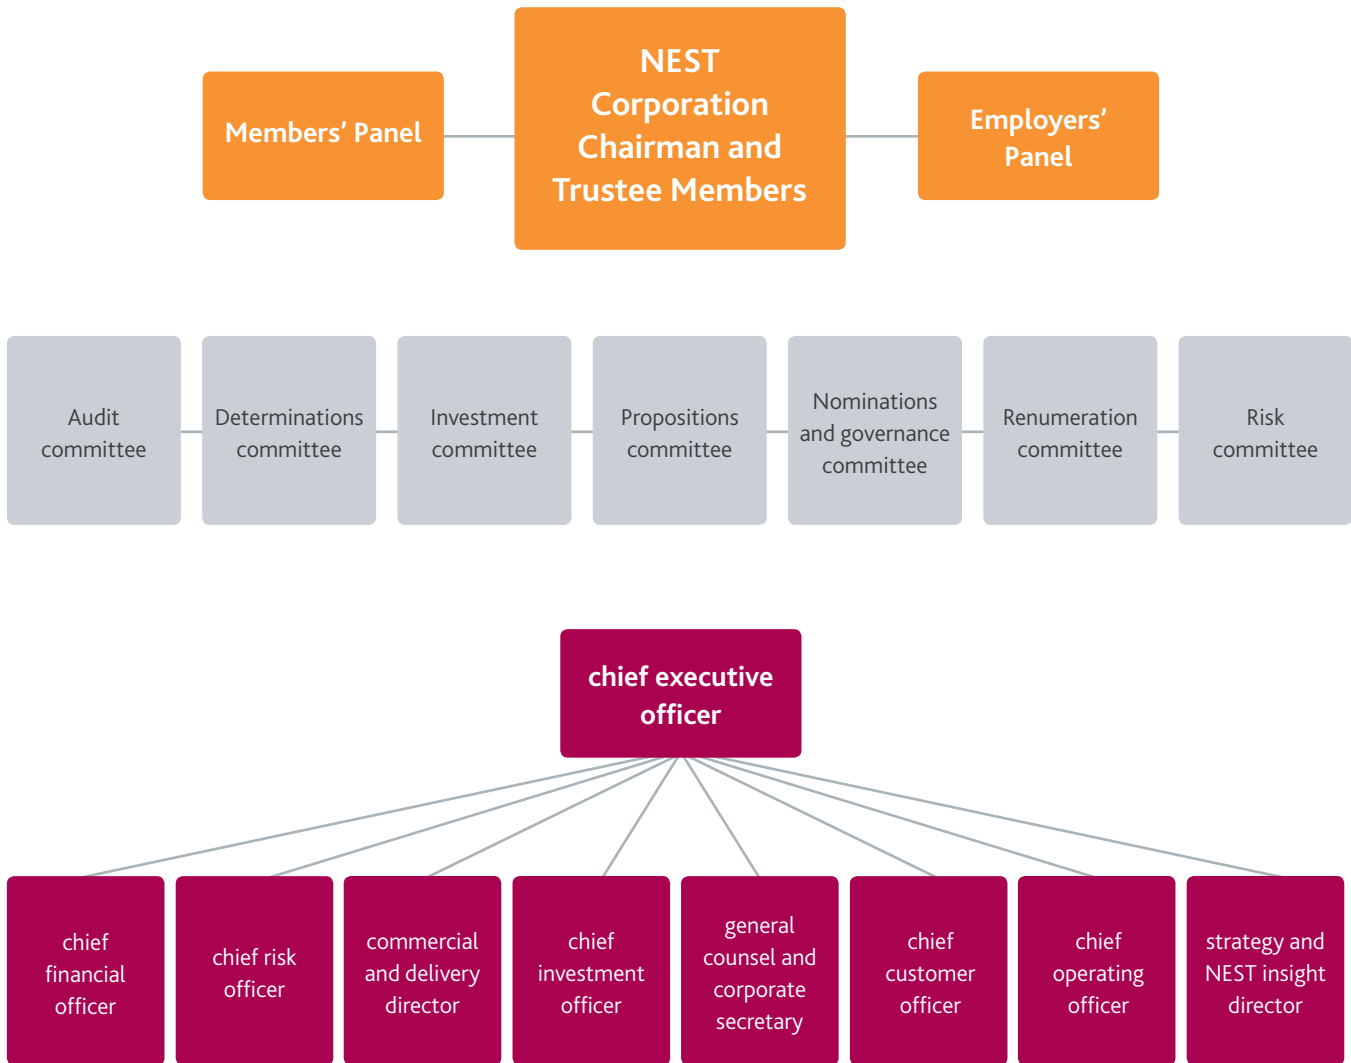 Members' Panel
NEST
Corporation
Chairman and
Trustee Members
Employers'
Panel
Audit
committee
Determinations
committee
Investment
committee
Propositions
committee
Nominations
and governance
committee
Renumeration
committee
Risk
committee
chief executive
officer
chief
financial
officer
chief risk
officer
commercial
and delivery
director
chief
investment
officer
general
counsel and
corporate
secretary
chief
customer
officer
chief
operating
officer
strategy and
NEST insight
director